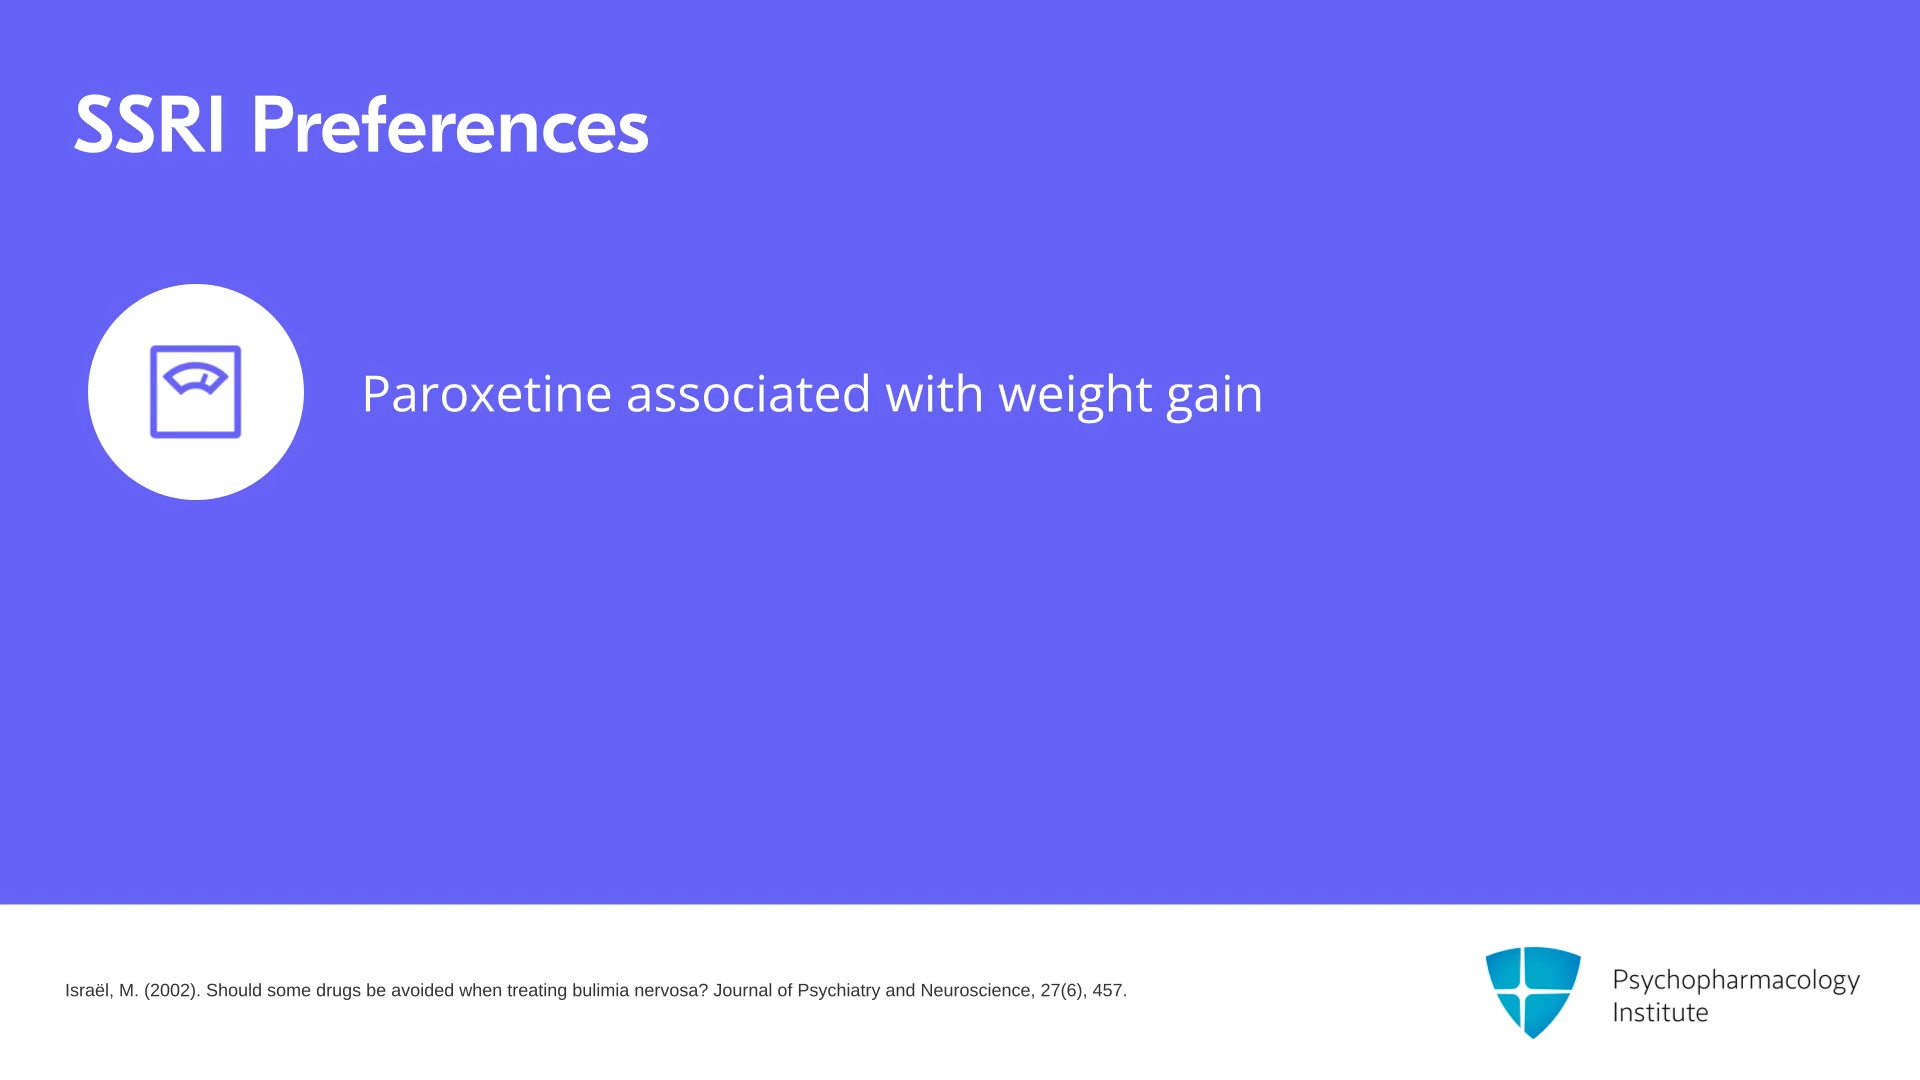 SSRI Preferences
Paroxetine associated with weight gain
Israël, M. (2002). Should some drugs be avoided when treating bulimia nervosa? Journal of Psychiatry and Neuroscience, 27(6), 457.
Psychopharmacology
Institute